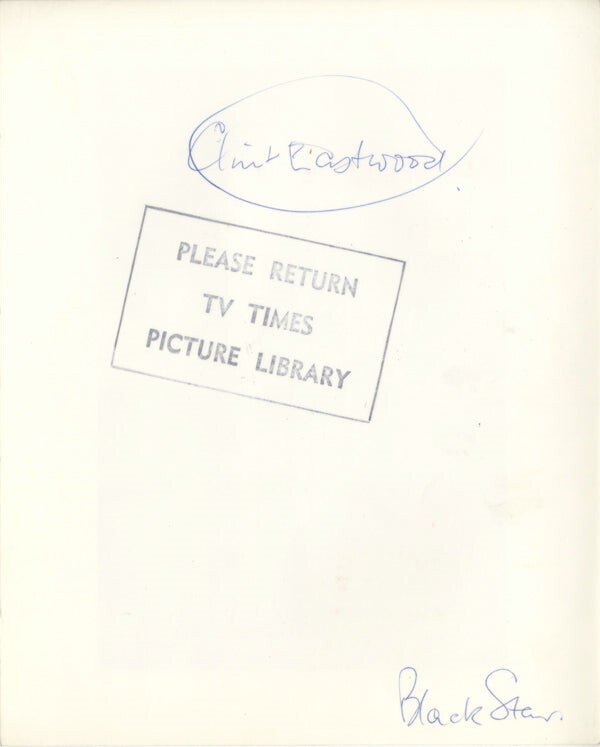 Clint Eastwood
PLEASE RETURN
TV TIMES
PICTURE LIBRARY
Black Star.